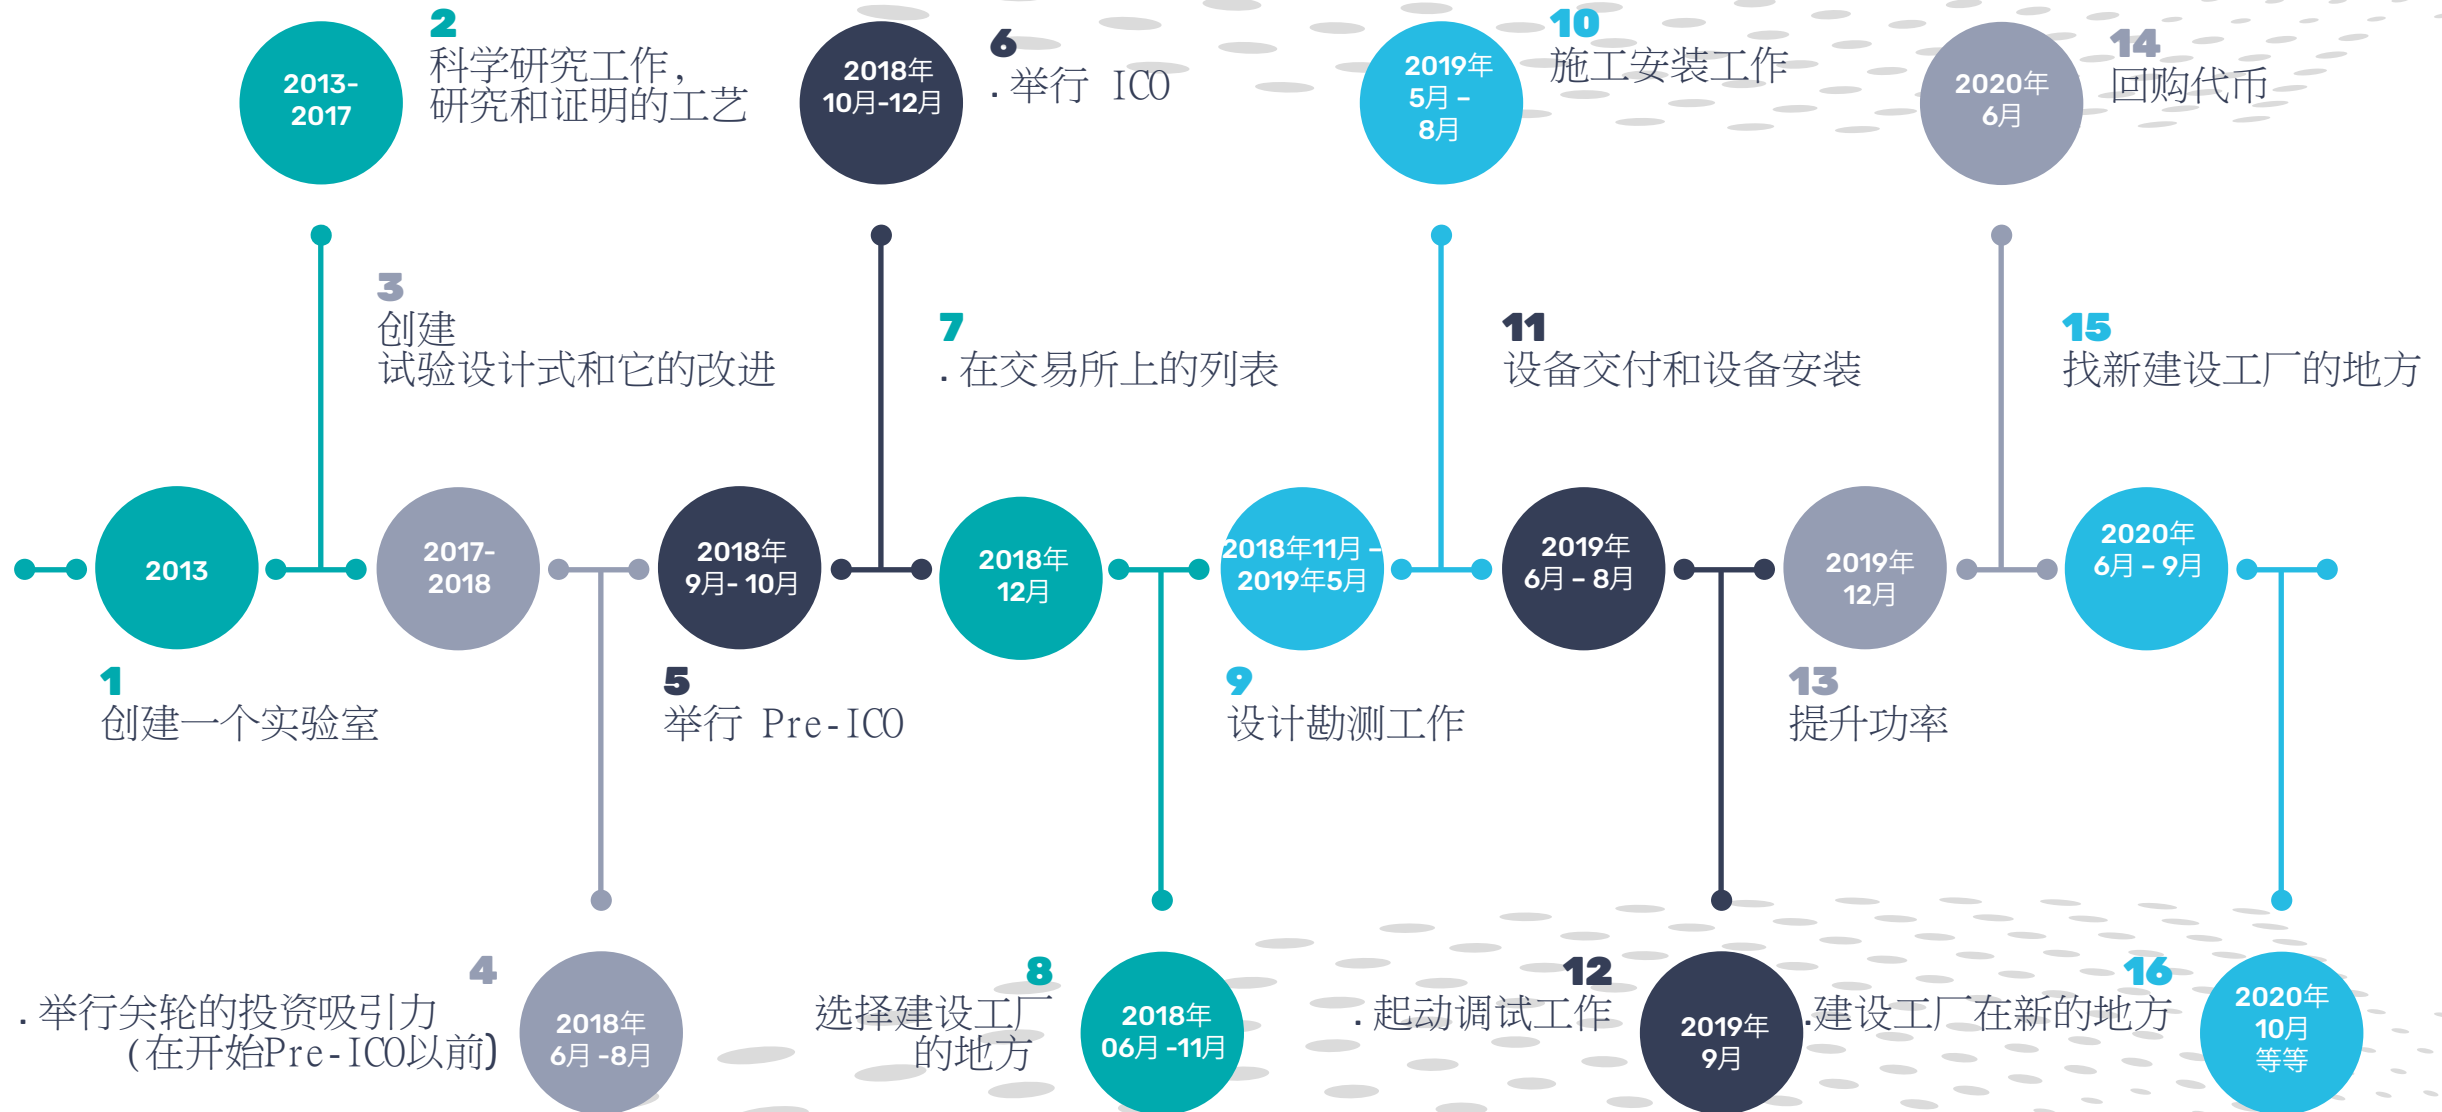 2013
1
创建一个实验室
2013-
2017
2
科学研究工作,
研究和证明的工艺
2017-
2018
3
创建
试验设计式和它的改进
4
.举行关轮的投资吸引力
(在开始Pre-ICO以前)
2018年
6月-8月
2018年
9月- 10月
5
举行 Pre-ICO
2018年
10月-12月
6
.举行 ICO
2018年
12月
7
.在交易所上的列表
8
选择建设工厂
的地方
2018年
06月-11月
2018年11月 –
2019年5月
9
设计勘测工作
2019年
5月 –
8月
10
施工安装工作
2019年
6月 – 8月
11
设备交付和设备安装
12
.起动调试工作
2019年
9月
2019年
12月
13
提升功率
2020年
6月
14
回购代币
2020年
6月 – 9月
15
找新建设工厂的地方
16
.建设工厂在新的地方
2020年
10月
等等